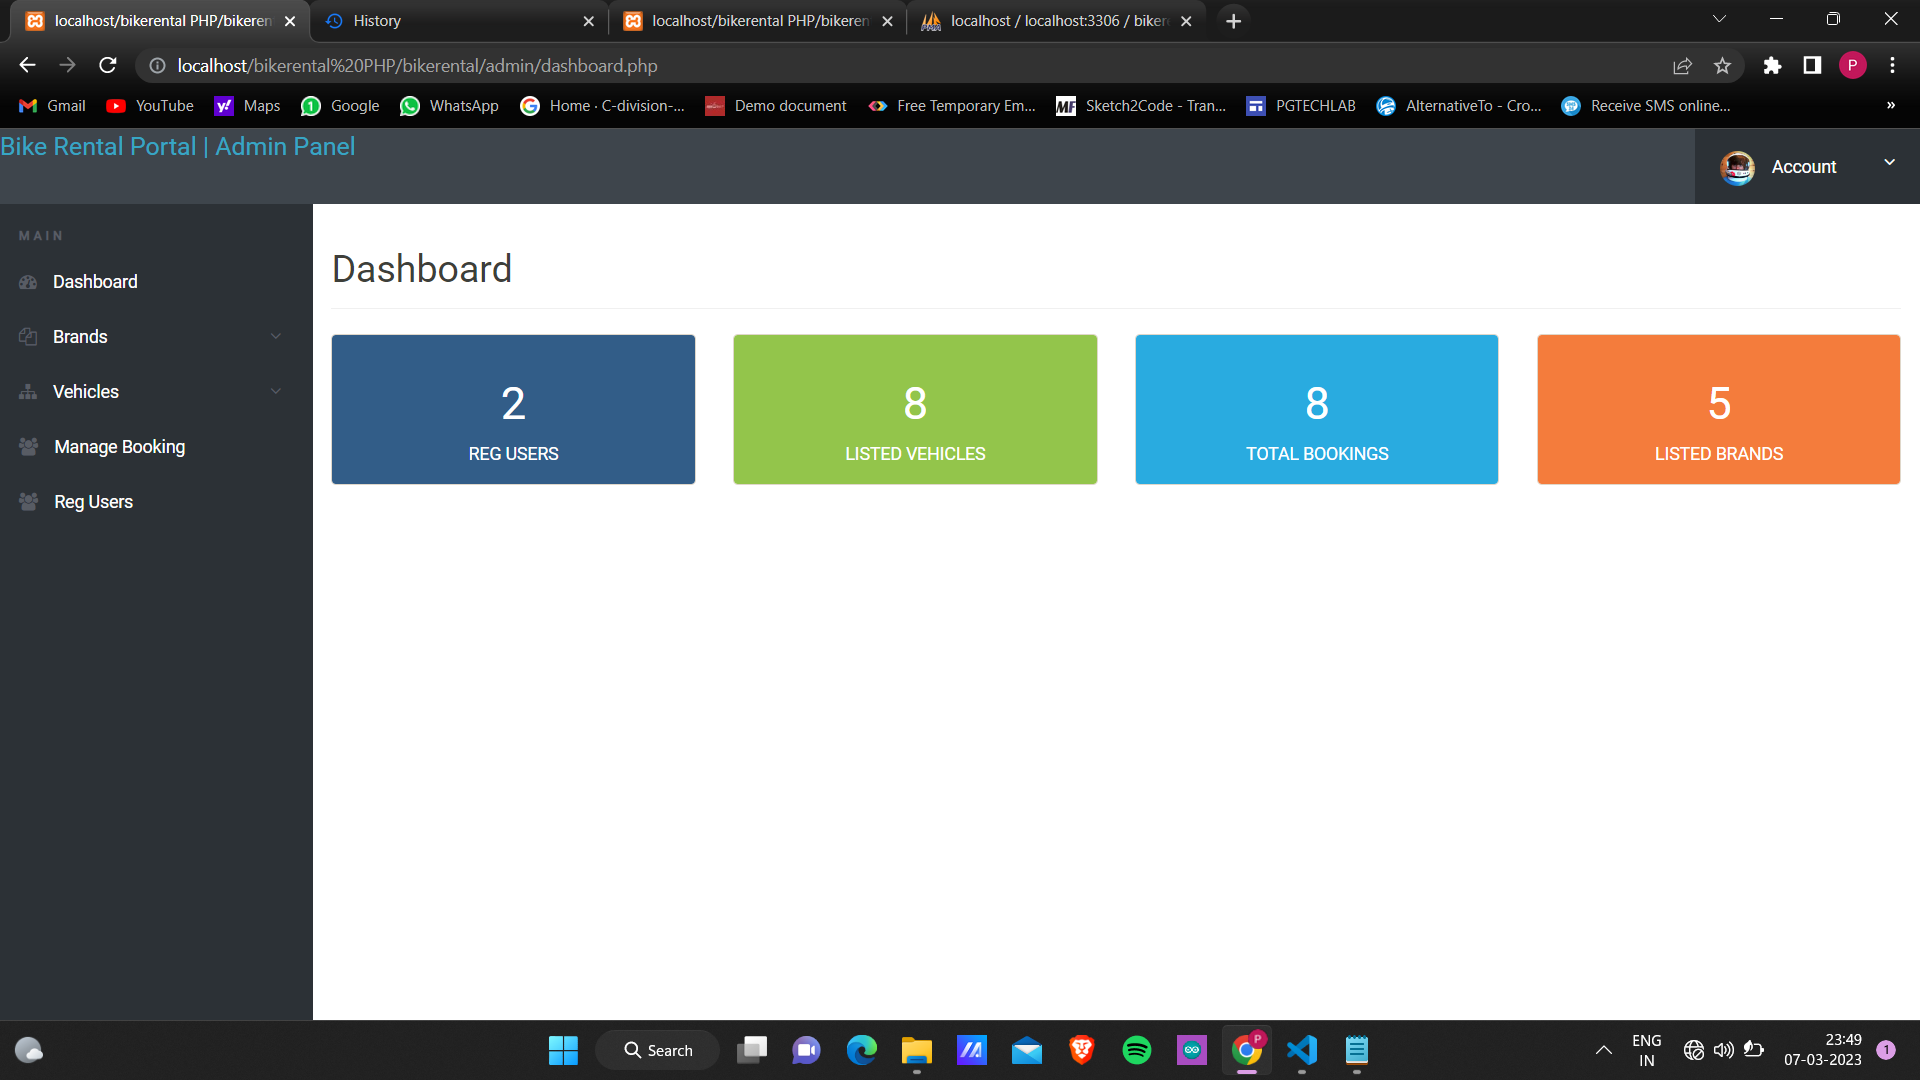 localhost/bikerental PHP/bikeren
History
localhost/bikerental PHP/bikeren
localhost / localhost:3306 / biker
localhost/bikerental%20PHP/bikerental/admin/dashboard.php
P
Gmail
YouTube
Maps
Google
WhatsApp
Home · C-division-...
Demo document
Free Temporary Em...
Sketch2Code - Tran...
PGTECHLAB
AlternativeTo - Cro...
Receive SMS online...
»
Bike Rental Portal | Admin Panel
Account
MAIN
Dashboard
Brands
Vehicles
Manage Booking
Reg Users
Dashboard
2
REG USERS
8
LISTED VEHICLES
8
TOTAL BOOKINGS
5
LISTED BRANDS
Search
P
ENG
IN
23:49
07-03-2023
1